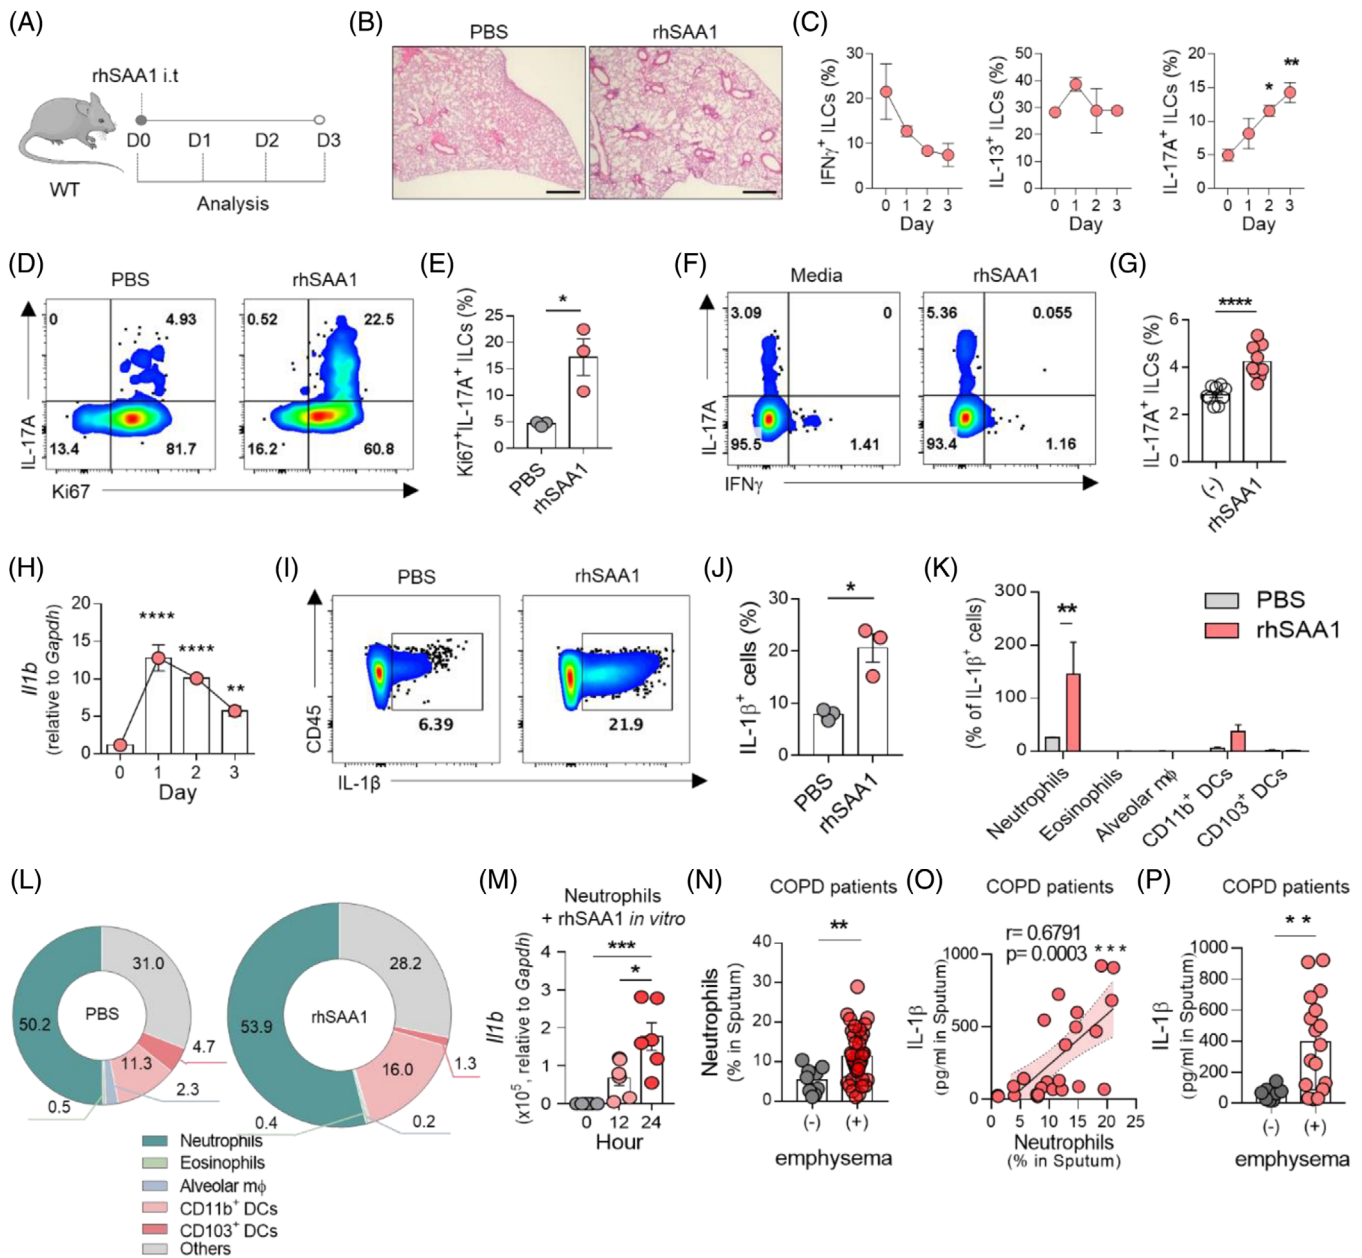 (A)
rhSAA1 i.t
D0 D1 D2 D3
WT
Analysis
(B)
PBS rhSAA1
(C)
IFNγ⁺ ILCs (%)
30
20
10
0
0 1 2 3
Day
IL-13⁺ ILCs (%)
50
40
30
20
10
0
0 1 2 3
Day
IL-17A⁺ ILCs (%)
20
15
10
5
0
* **
0 1 2 3
Day
(D)
PBS rhSAA1
0 4.93
13.4 81.7
0.52 22.5
16.2 60.8
IL-17A
Ki67
(E)
Ki67⁺IL-17A⁺ ILCs (%)
25
20
15
10
5
0
*
PBS
rhSAA1
(F)
Media rhSAA1
3.09 0
95.5 1.41
5.36 0.055
93.4 1.16
IL-17A
IFNγ
(G)
IL-17A⁺ ILCs (%)
6
4
2
0
****
(-)
rhSAA1
(H)
Il1b
(relative to Gapdh)
20
15
10
5
0
**** **** **
0 1 2 3
Day
(I)
PBS rhSAA1
6.39 21.9
CD45
IL-1β
(J)
IL-1β⁺ cells (%)
30
20
10
0
*
PBS
rhSAA1
(K)
(% of IL-1β⁺ cells)
300
200
100
0
**
PBS
rhSAA1
Neutrophils
Eosinophils
Alveolar mϕ
CD11b⁺ DCs
CD103⁺ DCs
(L)
PBS
31.0
4.7
2.3
11.3
0.5
50.2
rhSAA1
28.2
1.3
16.0
0.2
0.4
53.9
Neutrophils
Eosinophils
Alveolar mϕ
CD11b⁺ DCs
CD103⁺ DCs
Others
(M)
Neutrophils
+ rhSAA1 in vitro
Il1b
(x10⁵, relative to Gapdh)
4
3
2
1
0
***
*
0 12 24
Hour
(N)
COPD patients
Neutrophils
(% in Sputum)
40
30
20
10
0
**
(-) (+)
emphysema
(O)
COPD patients
r= 0.6791
p= 0.0003 ***
IL-1β
(pg/ml in Sputum)
1000
500
0
0 5 10 15 20 25
Neutrophils
(% in Sputum)
(P)
COPD patients
IL-1β
(pg/ml in Sputum)
1000
800
600
400
200
0
* *
(-) (+)
emphysema